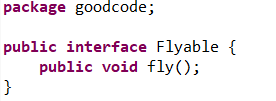 package goodcode;
public interface Flyable {
    public void fly();
}